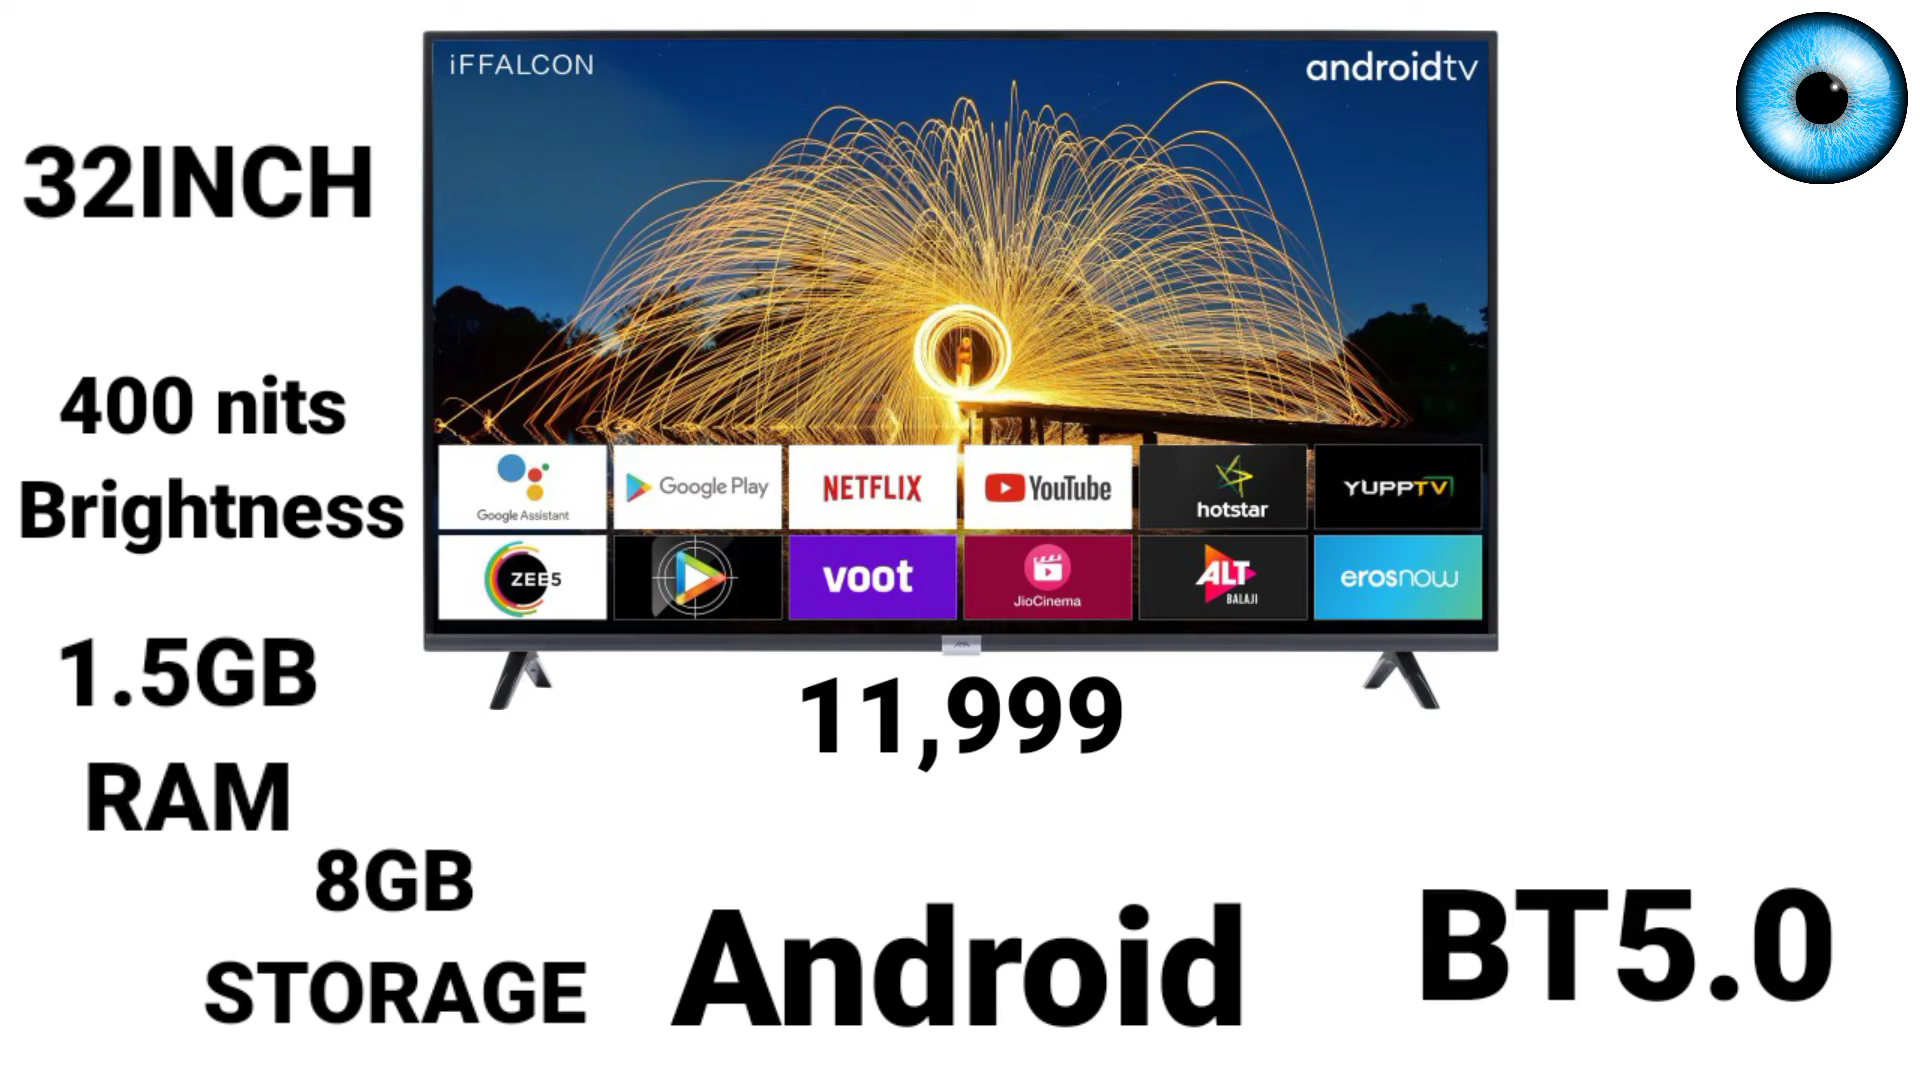 iFFALCON
androidtv
32INCH
400 nits
Brightness
Google Assistant
Google Play
NETFLIX
YouTube
hotstar
YUPPTV
ZEE5
voot
JioCinema
ALT
BALAJI
erosnow
1.5GB
RAM
11,999
8GB
STORAGE
Android
BT5.0